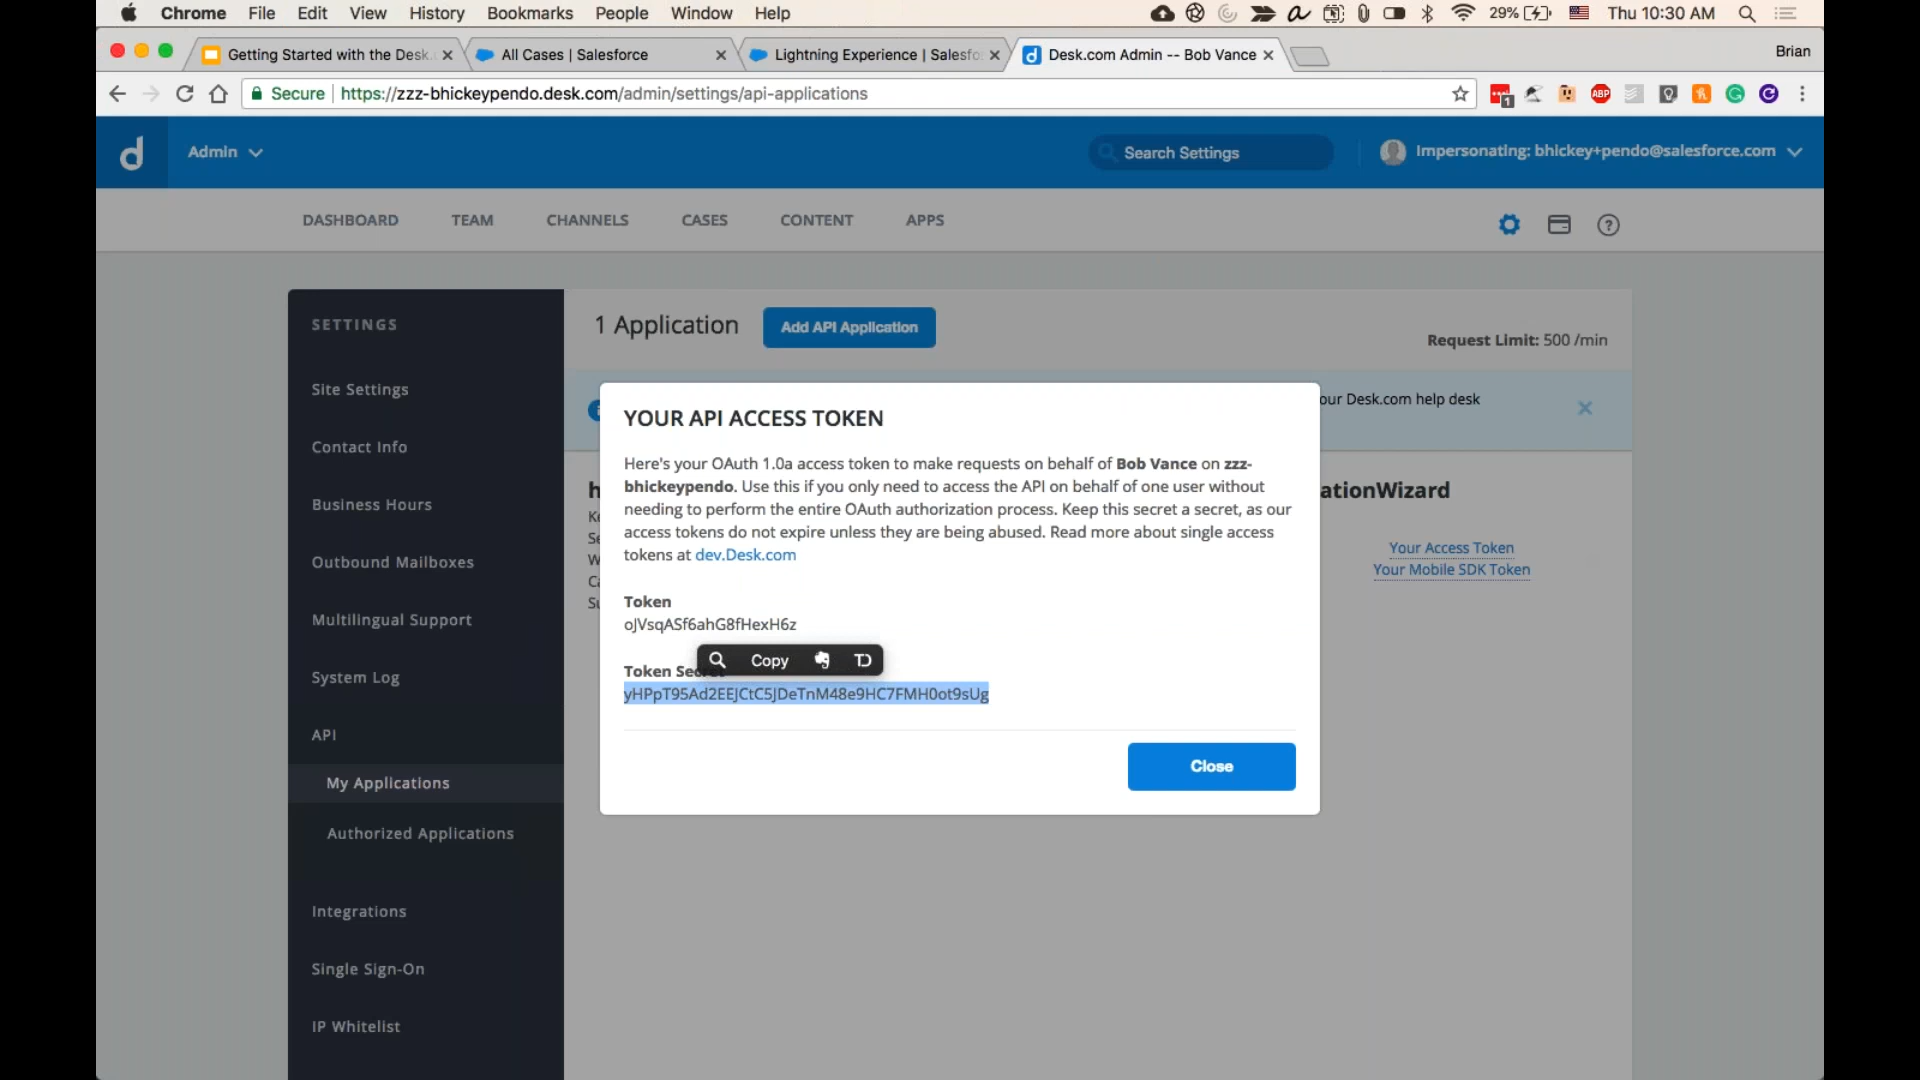 Chrome File Edit View History Bookmarks People Window Help 29% Thu 10:30 AM
Getting Started with the Desk. All Cases | Salesforce Lightning Experience | Salesfo Desk.com Admin -- Bob Vance Brian
Secure https://zzz-bhickeypendo.desk.com/admin/settings/api-applications
d Admin Search Settings Impersonating: bhickey+pendo@salesforce.com
DASHBOARD TEAM CHANNELS CASES CONTENT APPS
SETTINGS
Site Settings
Contact Info
Business Hours
Outbound Mailboxes
Multilingual Support
System Log
API
My Applications
Authorized Applications
Integrations
Single Sign-On
IP Whitelist
1 Application Add API Application
Request Limit: 500 /min
our Desk.com help desk
ationWizard
Your Access Token
Your Mobile SDK Token
YOUR API ACCESS TOKEN
Here's your OAuth 1.0a access token to make requests on behalf of Bob Vance on zzz-
bhickeypendo. Use this if you only need to access the API on behalf of one user without
needing to perform the entire OAuth authorization process. Keep this secret a secret, as our
access tokens do not expire unless they are being abused. Read more about single access
tokens at dev.Desk.com
Token
oJVsqASf6ahG8fHexH6z
Copy
Token Secret
yHPpT95Ad2EEJCtC5JDeTnM48e9HC7FMH0ot9sUg
Close